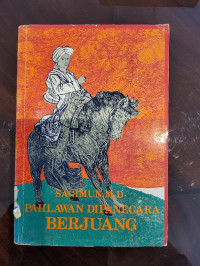 SAGIMUN M D
PAHLAWAN DIPANEGARA
BERJUANG